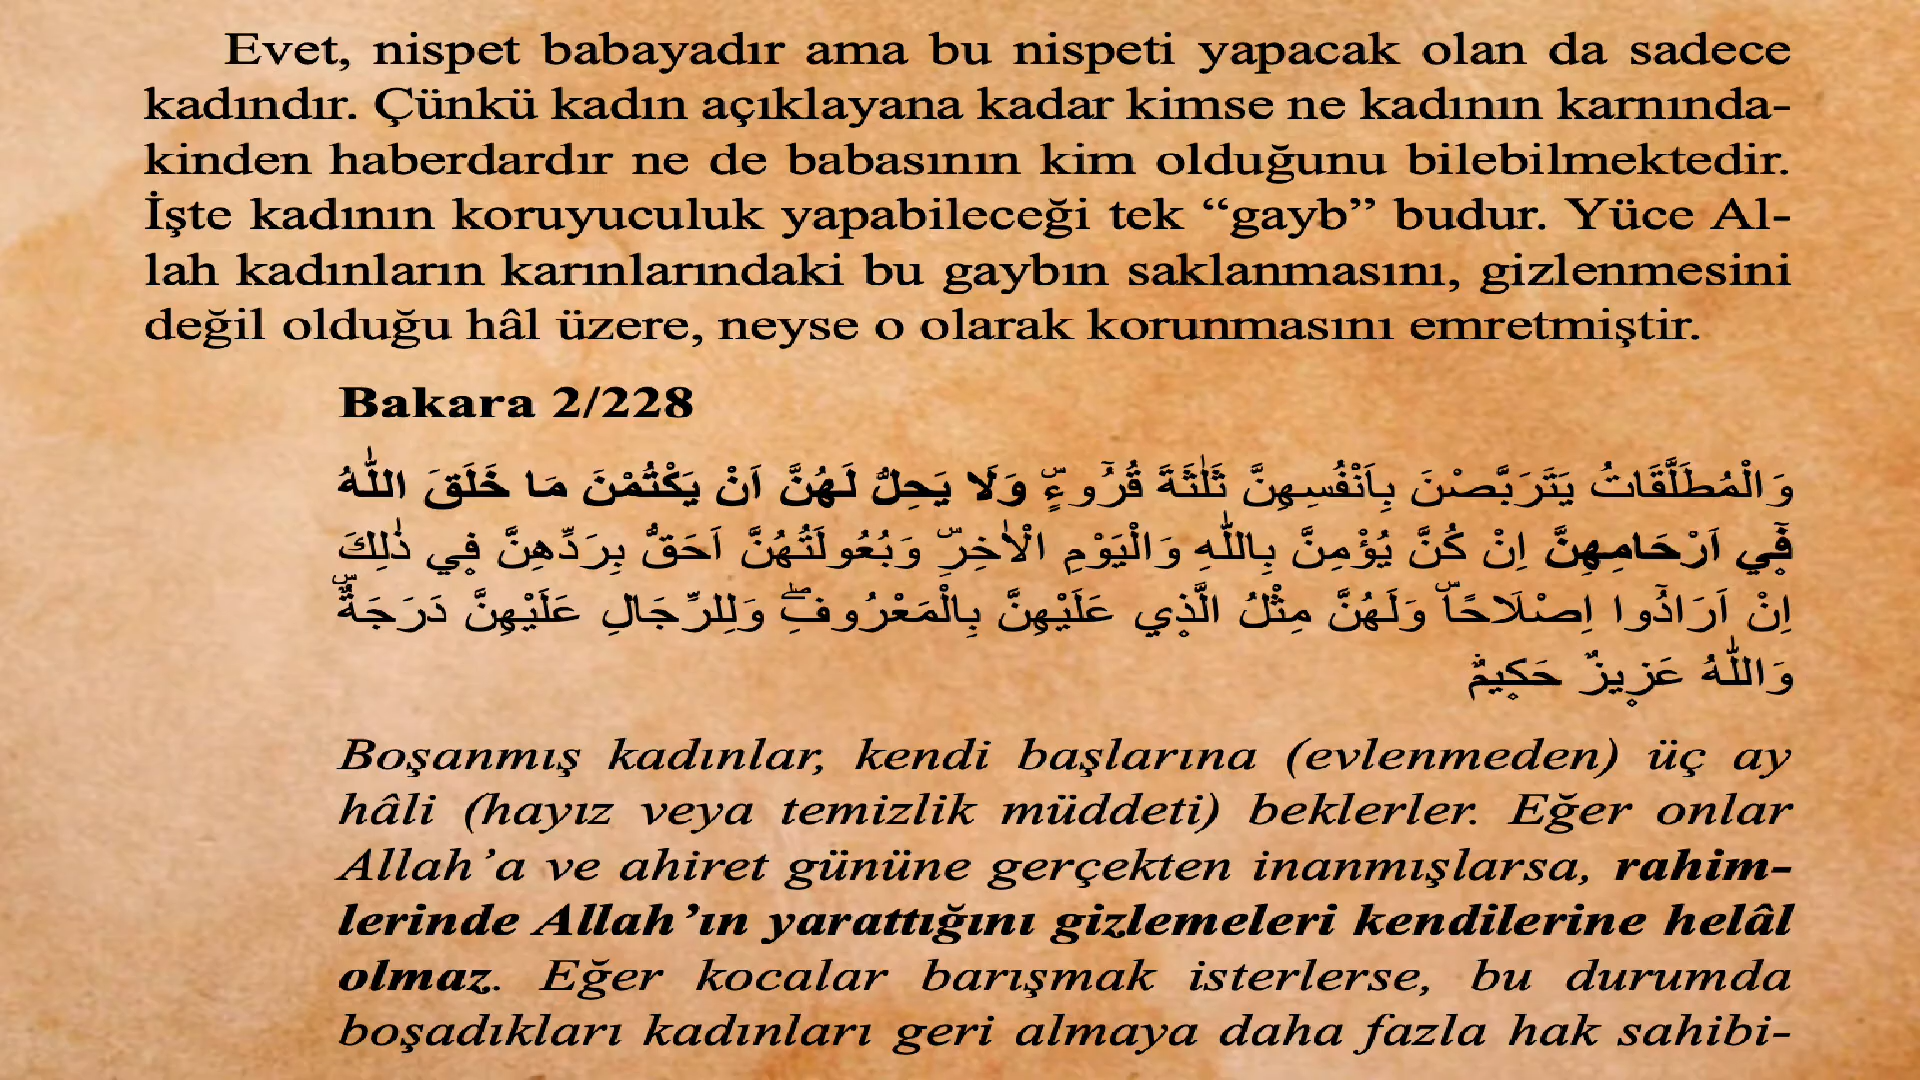 Evet, nispet babayadır ama bu nispeti yapacak olan da sadece
kadındır. Çünkü kadın açıklayana kadar kimse ne kadının karnında-
kinden haberdardır ne de babasının kim olduğunu bilebilmektedir.
İşte kadının koruyuculuk yapabileceği tek “gayb” budur. Yüce Al-
lah kadınların karınlarındaki bu gaybın saklanmasını, gizlenmesini
değil olduğu hâl üzere, neyse o olarak korunmasını emretmiştir.
Bakara 2/228
وَالْمُطَلَّقَاتُ يَتَرَبَّصْنَ بِاَنْفُسِهِنَّ ثَلٰثَةَ قُرُٓوءٍۜ وَلَا يَحِلُّ لَهُنَّ اَنْ يَكْتُمْنَ مَا خَلَقَ اللّٰهُ
فٖٓي اَرْحَامِهِنَّ اِنْ كُنَّ يُؤْمِنَّ بِاللّٰهِ وَالْيَوْمِ الْاٰخِرِۜ وَبُعُولَتُهُنَّ اَحَقُّ بِرَدِّهِنَّ فٖي ذٰلِكَ
اِنْ اَرَادُٓوا اِصْلَاحًاۜ وَلَهُنَّ مِثْلُ الَّذٖي عَلَيْهِنَّ بِالْمَعْرُوفِۖ وَلِلرِّجَالِ عَلَيْهِنَّ دَرَجَةٌۜ
وَاللّٰهُ عَزٖيزٌ حَكٖيمٌࣖ
Boşanmış kadınlar, kendi başlarına (evlenmeden) üç ay
hâli (hayız veya temizlik müddeti) beklerler. Eğer onlar
Allah’a ve ahiret gününe gerçekten inanmışlarsa, rahim-
lerinde Allah’ın yarattığını gizlemeleri kendilerine helâl
olmaz. Eğer kocalar barışmak isterlerse, bu durumda
boşadıkları kadınları geri almaya daha fazla hak sahibi-